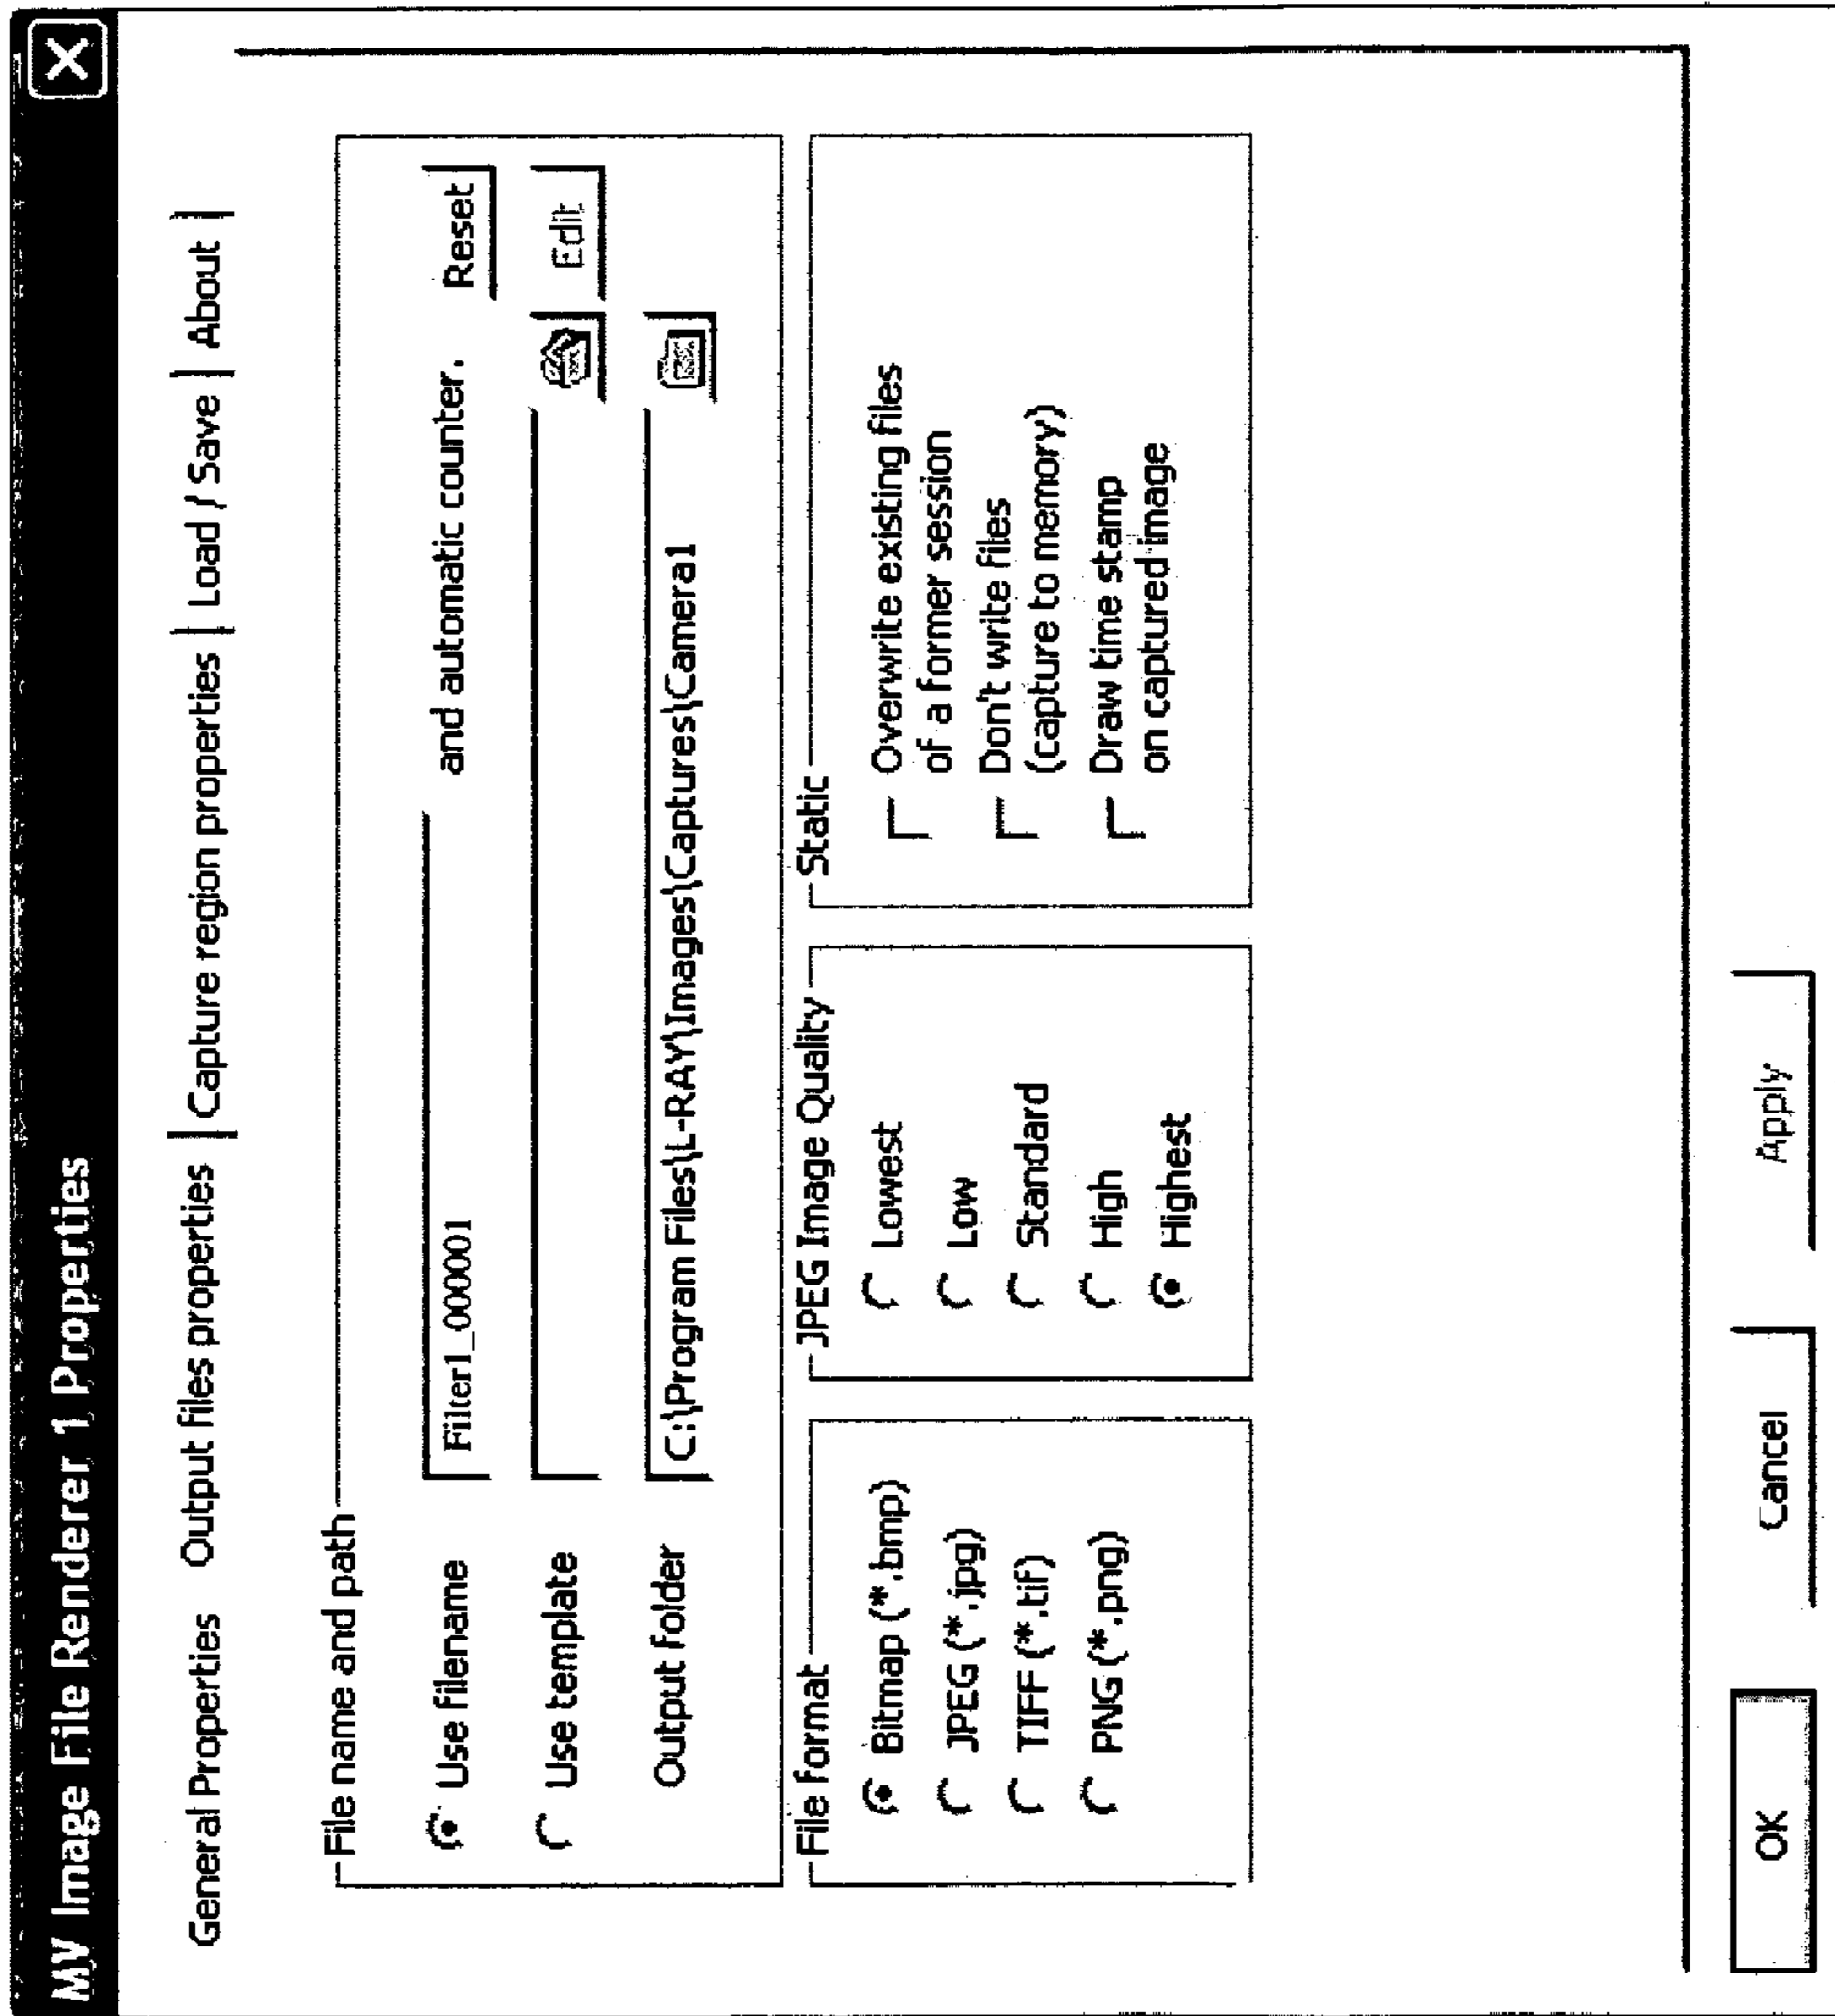 MV Image File Renderer 1 Properties
General Properties Output files properties Capture region properties Load / Save About
File name and path
Use filename Filter1_000001 and automatic counter. Reset
Use template Edit
Output folder C:\Program Files\L-RAY\Images\Captures\Camera1
File format
Bitmap (*.bmp)
JPEG (*.jpg)
TIFF (*.tif)
PNG (*.png)
JPEG Image Quality
Lowest
Low
Standard
High
Highest
Static
Overwrite existing files
of a former session
Don't write files
(capture to memory)
Draw time stamp
on captured image
OK Cancel Apply